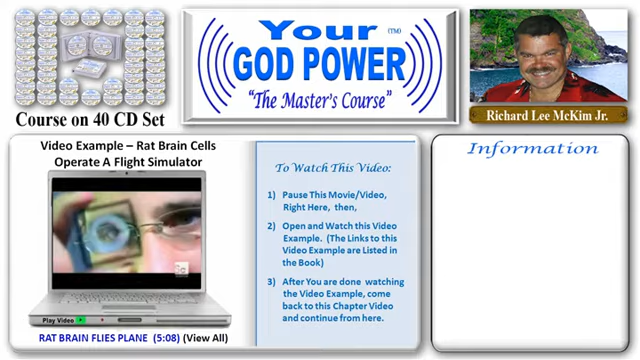 Course on 40 CD Set
Your (TM)
GOD POWER
"The Master's Course"
Richard Lee McKim Jr.
Video Example – Rat Brain Cells
Operate A Flight Simulator
Play Video
RAT BRAIN FLIES PLANE (5:08) (View All)
To Watch This Video:
1) Pause This Movie/Video,
Right Here, then,
2) Open and Watch this Video
Example. (The Links to this
Video Example are Listed in
the Book)
3) After You are done watching
the Video Example, come
back to this Chapter Video
and continue from here.
Information